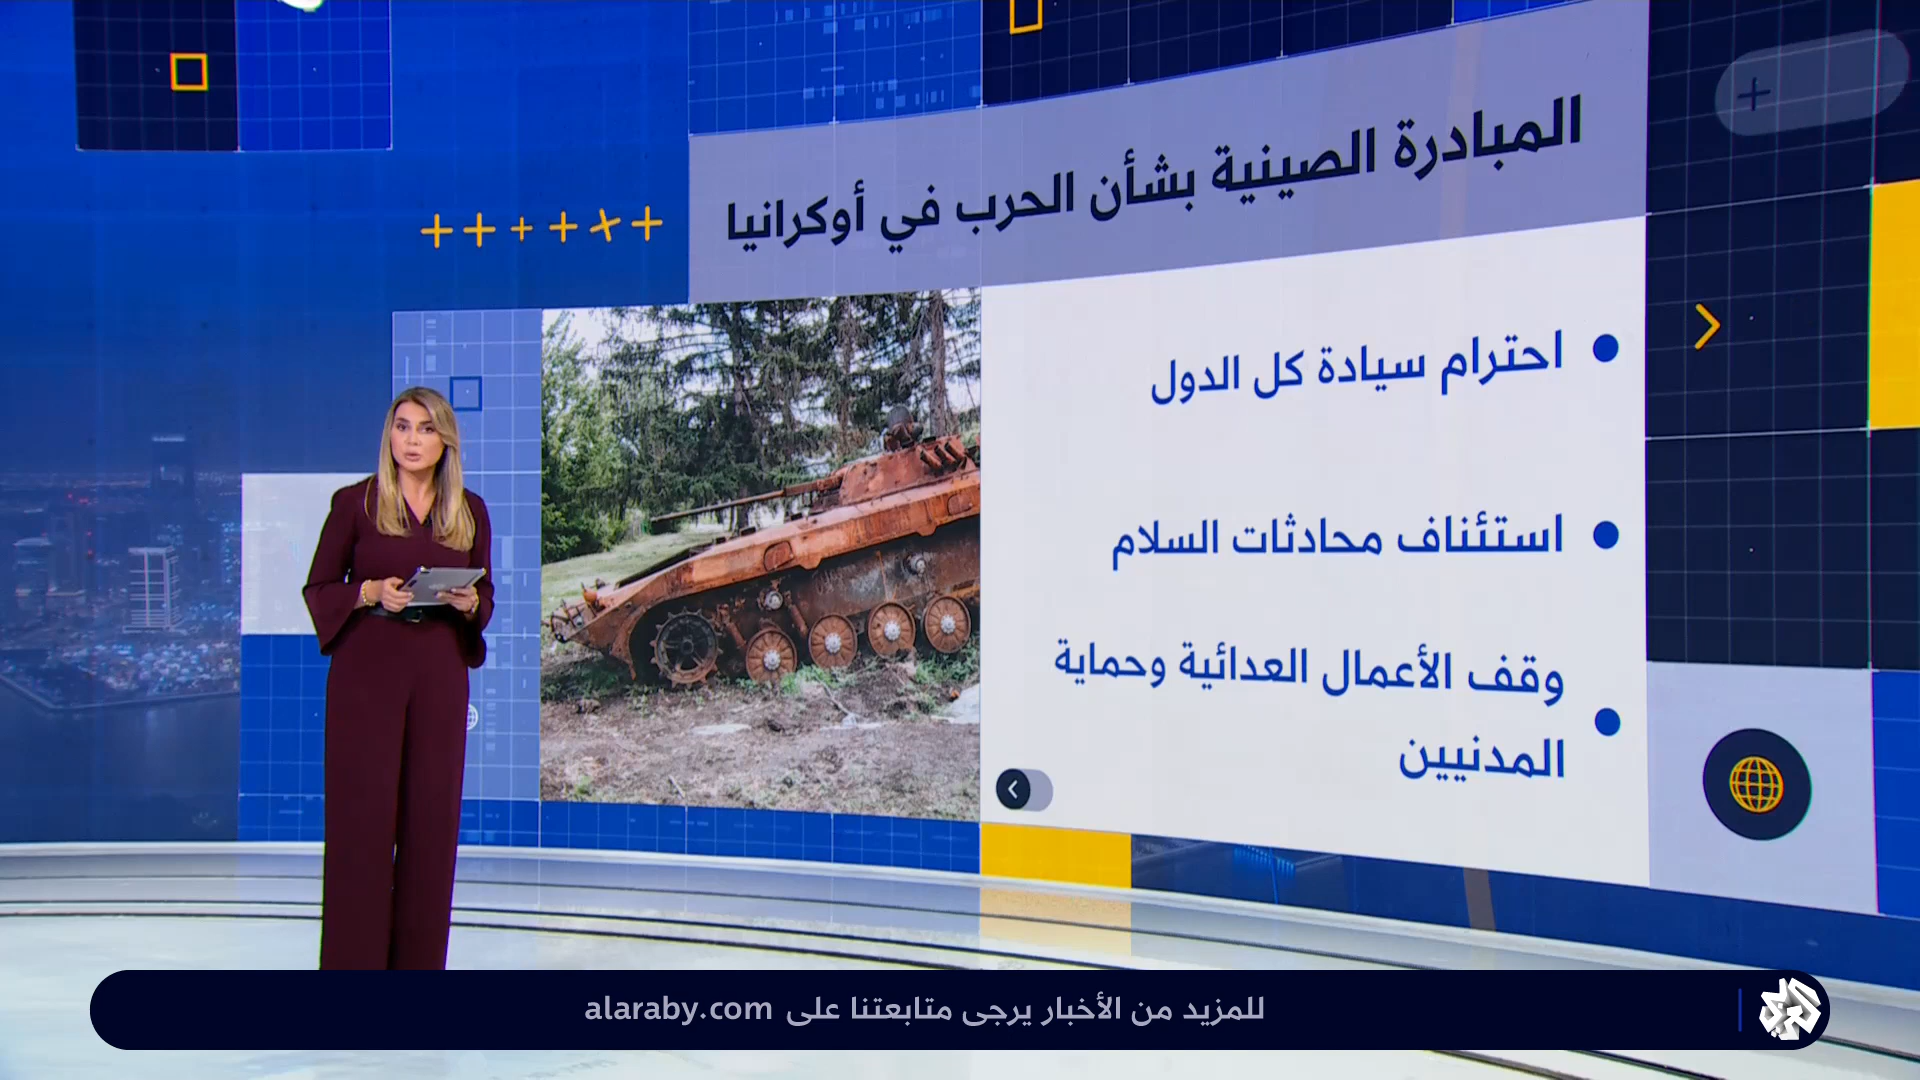 المبادرة الصينية بشأن الحرب في أوكرانيا
احترام سيادة كل الدول
استئناف محادثات السلام
وقف الأعمال العدائية وحماية
المدنيين
للمزيد من الأخبار يرجى متابعتنا على alaraby.com